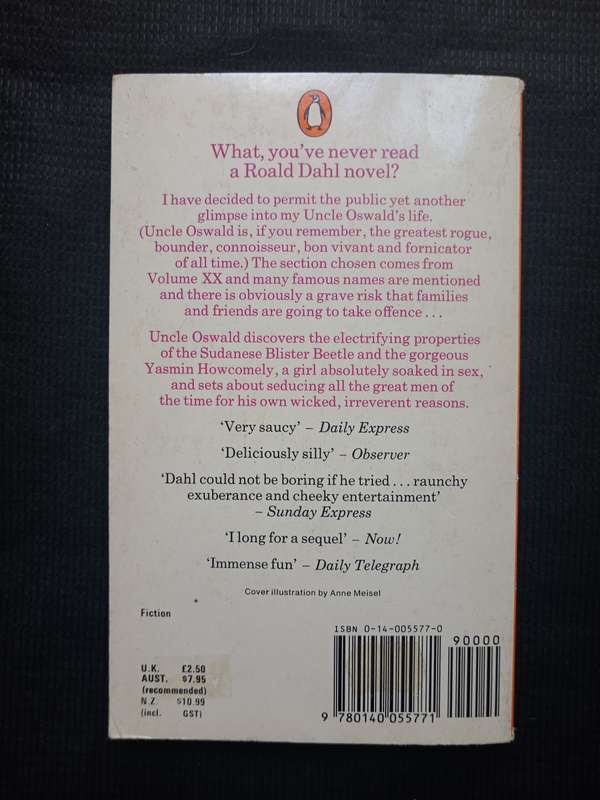 What, you've never read
a Roald Dahl novel?
I have decided to permit the public yet another
glimpse into my Uncle Oswald's life.
(Uncle Oswald is, if you remember, the greatest rogue,
bounder, connoisseur, bon vivant and fornicator
of all time.) The section chosen comes from
Volume XX and many famous names are mentioned
and there is obviously a grave risk that families
and friends are going to take offence . . .
Uncle Oswald discovers the electrifying properties
of the Sudanese Blister Beetle and the gorgeous
Yasmin Howcomely, a girl absolutely soaked in sex,
and sets about seducing all the great men of
the time for his own wicked, irreverent reasons.
'Very saucy' – Daily Express
'Deliciously silly' – Observer
'Dahl could not be boring if he tried . . . raunchy
exuberance and cheeky entertainment'
– Sunday Express
'I long for a sequel' – Now!
'Immense fun' – Daily Telegraph
Cover illustration by Anne Meisel
Fiction
ISBN 0-14-005577-0
90000
U.K. £2.50
AUST. $7.95
(recommended)
N.Z. $10.99
(incl. GST)
9 780140 055771